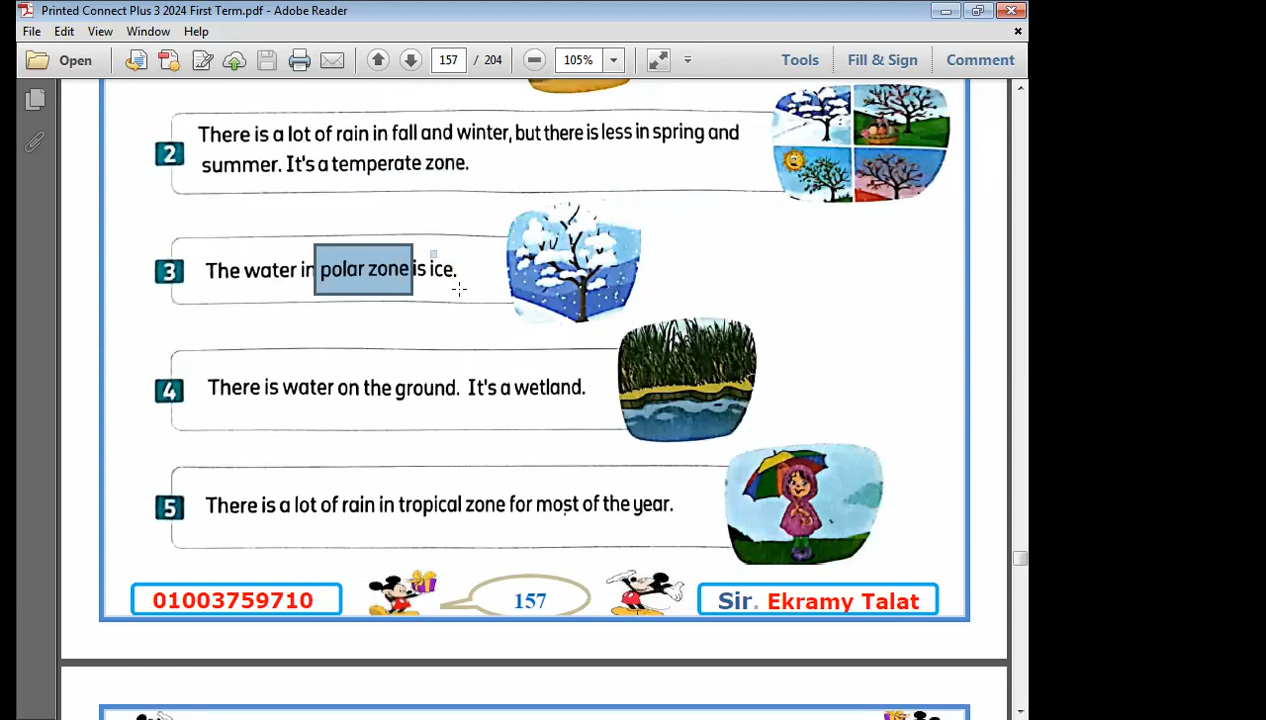 Printed Connect Plus 3 2024 First Term.pdf - Adobe Reader
File Edit View Window Help
Open 157 / 204 105% Tools Fill & Sign Comment
2 There is a lot of rain in fall and winter, but there is less in spring and
summer. It's a temperate zone.
3 The water in polar zone is ice.
4 There is water on the ground. It's a wetland.
5 There is a lot of rain in tropical zone for most of the year.
01003759710 157 Sir. Ekramy Talat